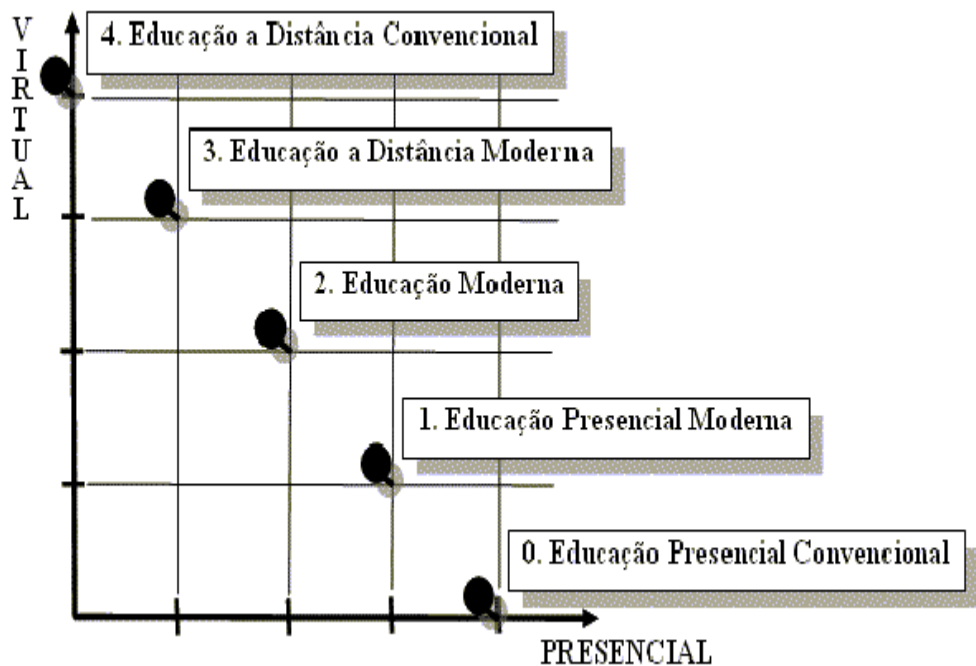 VIRTUAL
4. Educação a Distância Convencional
3. Educação a Distância Moderna
2. Educação Moderna
1. Educação Presencial Moderna
0. Educação Presencial Convencional
PRESENCIAL